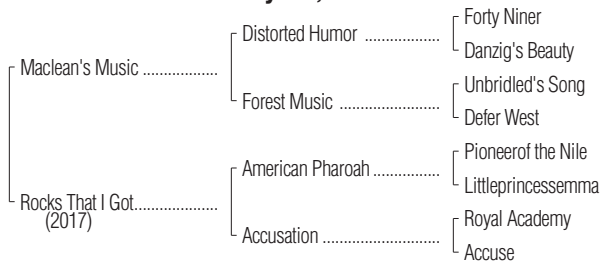 Forty Niner
Distorted Humor ..................
Danzig's Beauty
Maclean's Music ..................
Unbridled's Song
Forest Music ........................
Defer West
Pioneerof the Nile
American Pharoah ................
Littleprincessemma
Rocks That I Got....................
(2017)
Royal Academy
Accusation ............................
Accuse